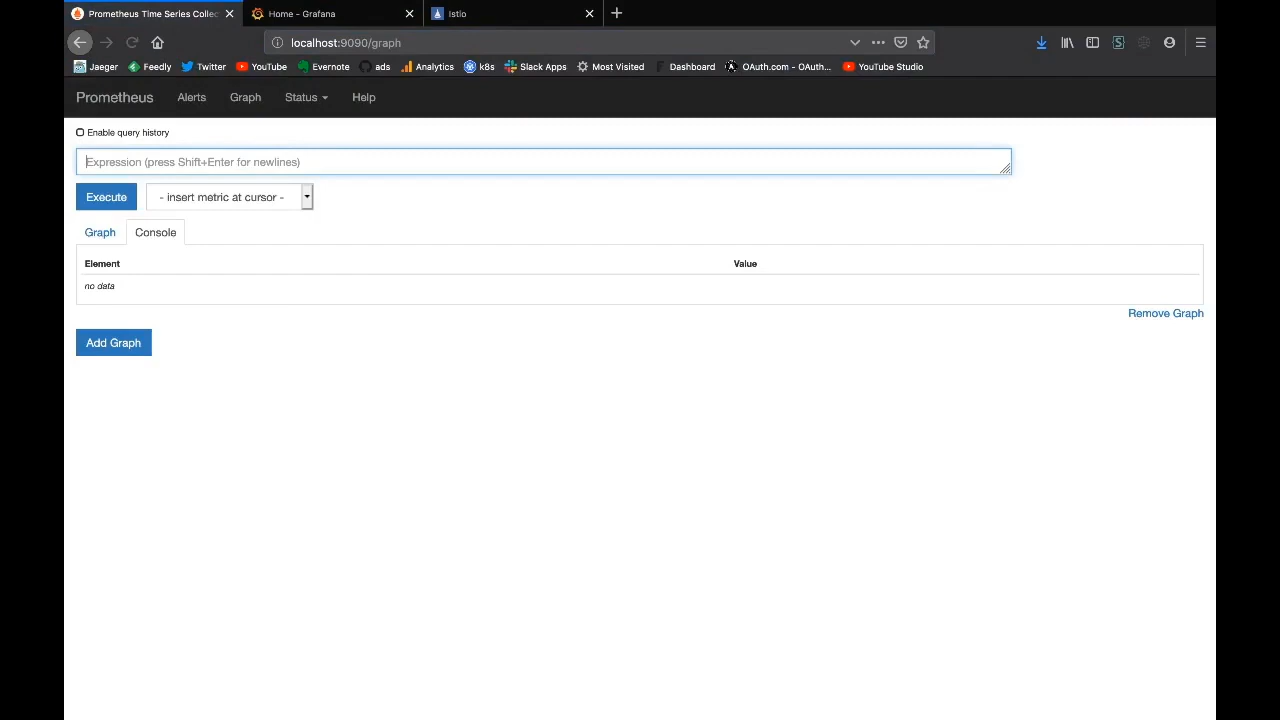 Prometheus Time Series Collec
Home - Grafana
Istio
localhost:9090/graph
Jaeger Feedly Twitter YouTube Evernote ads Analytics k8s Slack Apps Most Visited Dashboard OAuth.com - OAuth... YouTube Studio
Prometheus Alerts Graph Status Help
Enable query history
Expression (press Shift+Enter for newlines)
Execute - insert metric at cursor -
Graph Console
Element Value
no data
Remove Graph
Add Graph